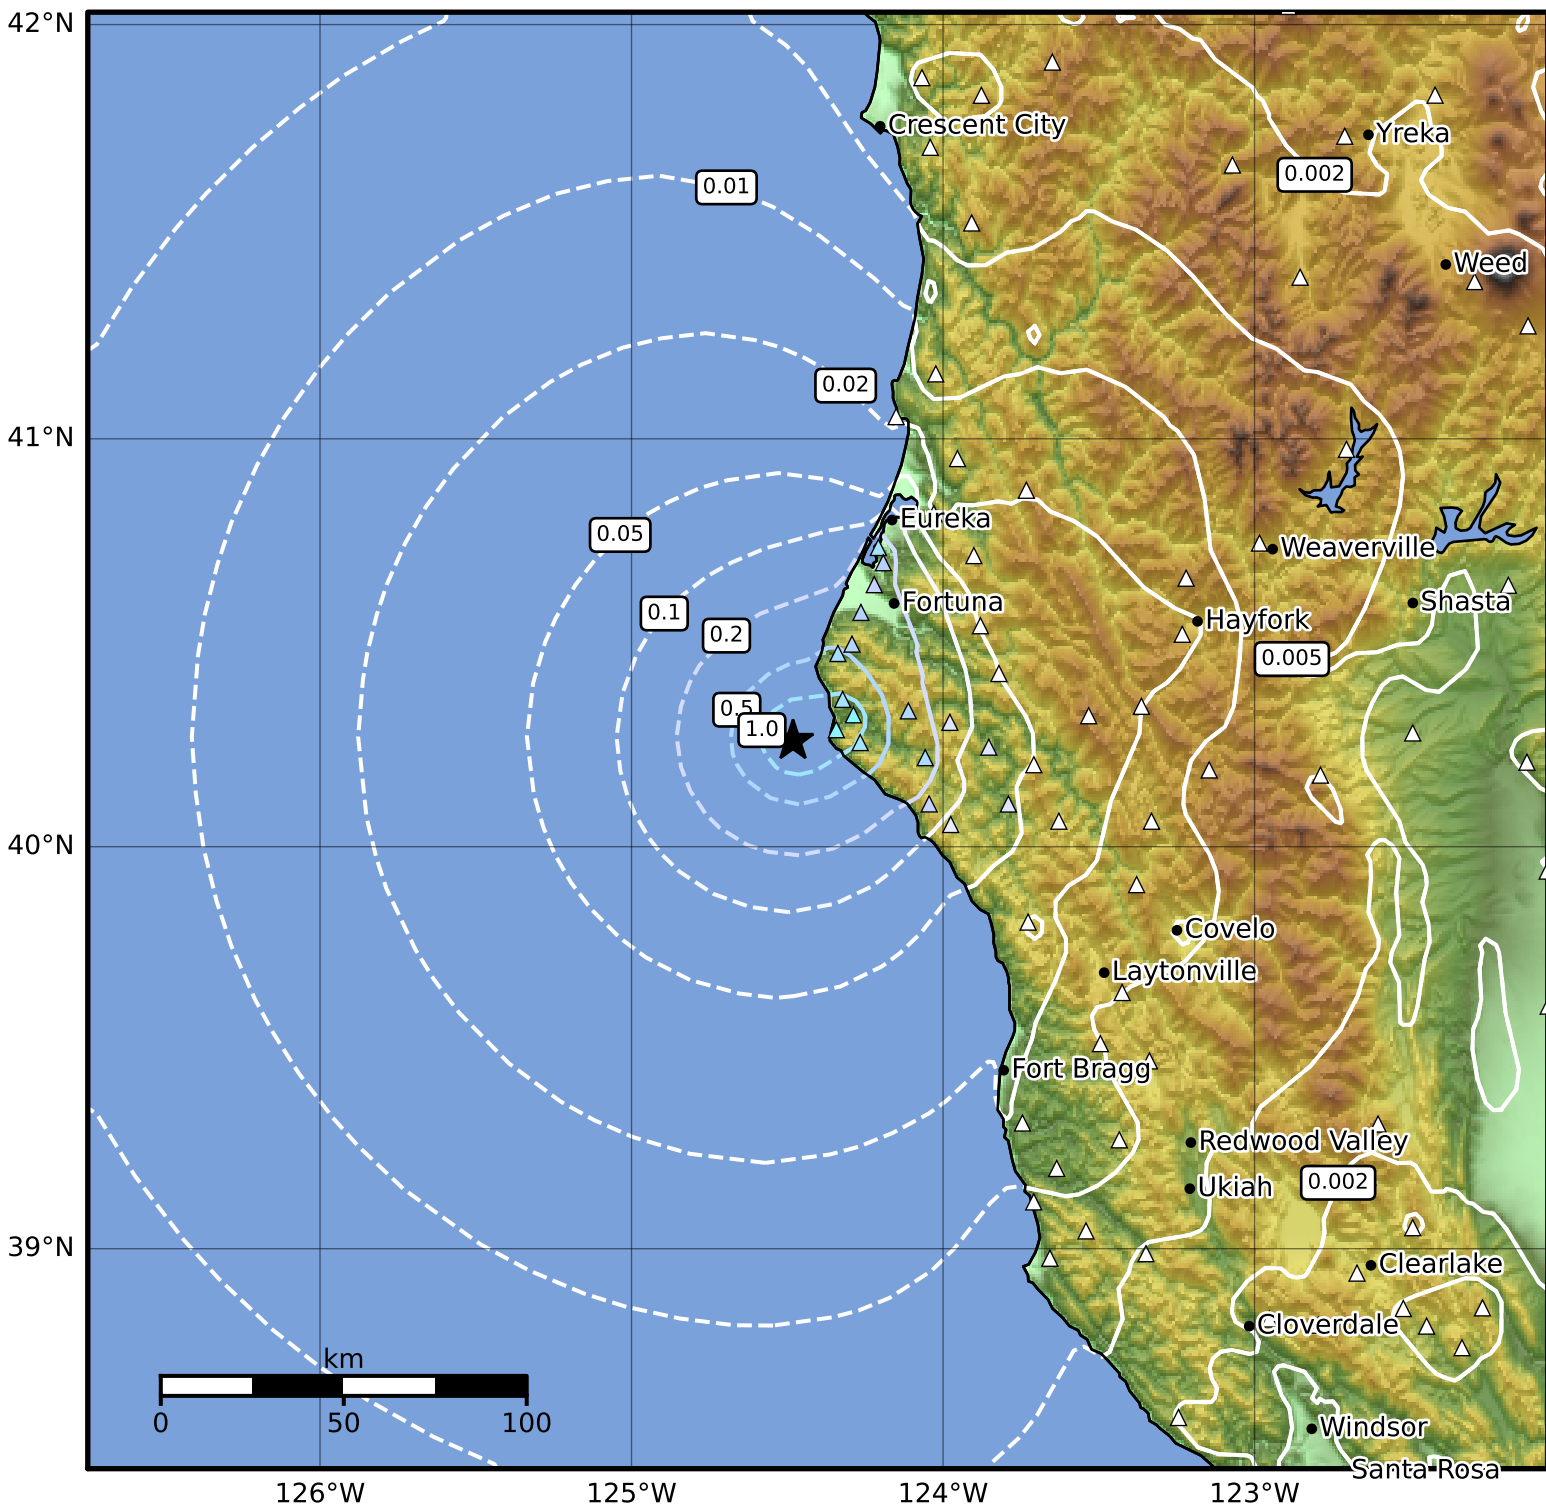 42°N
Crescent City
Yreka
0.002
0.01
Weed
0.02
41°N
Eureka
0.05
Weaverville
Fortuna
Shasta
0.1
Hayfork
0.2
0.005
0.5
1.0
40°N
Covelo
Laytonville
Fort Bragg
Redwood Valley
0.002
Ukiah
39°N
Clearlake
Cloverdale
km
0 50 100
Windsor
Santa Rosa
126°W 125°W 124°W 123°W